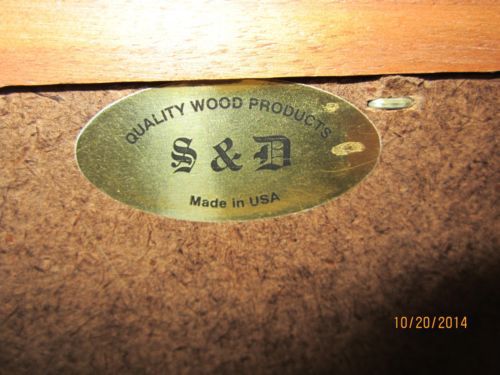 QUALITY WOOD PRODUCTS
S & D
Made in USA
10/20/2014